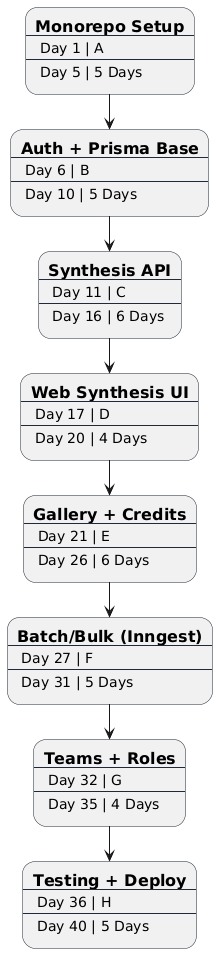 Monorepo Setup
Day 1 | A
Day 5 | 5 Days
Auth + Prisma Base
Day 6 | B
Day 10 | 5 Days
Synthesis API
Day 11 | C
Day 16 | 6 Days
Web Synthesis UI
Day 17 | D
Day 20 | 4 Days
Gallery + Credits
Day 21 | E
Day 26 | 6 Days
Batch/Bulk (Inngest)
Day 27 | F
Day 31 | 5 Days
Teams + Roles
Day 32 | G
Day 35 | 4 Days
Testing + Deploy
Day 36 | H
Day 40 | 5 Days